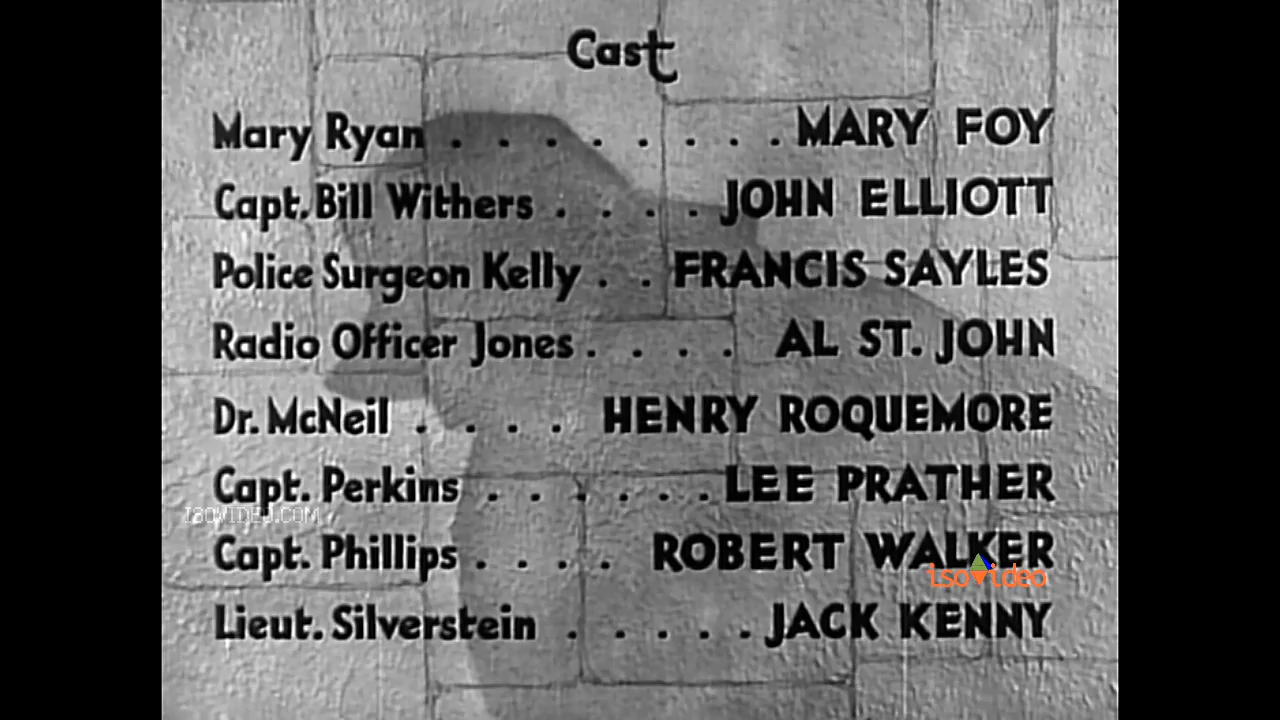 Cast
Mary Ryan . . . . . . . . MARY FOY
Capt. Bill Withers . . . . JOHN ELLIOTT
Police Surgeon Kelly . . FRANCIS SAYLES
Radio Officer Jones . . . . AL ST. JOHN
Dr. McNeil . . . . HENRY ROQUEMORE
Capt. Perkins . . . . . . LEE PRATHER
ISOVIDEO.COM
Capt. Phillips . . . . ROBERT WALKER
isovideo
Lieut. Silverstein . . . . . JACK KENNY